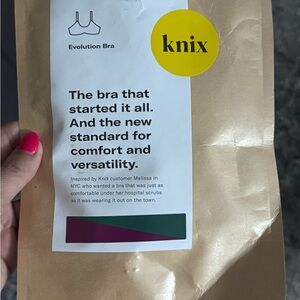 knix
Evolution Bra
The bra that
started it all.
And the new
standard for
comfort and
versatility.
Inspired by Knix customer Melissa in
NYC who wanted a bra that was just as
comfortable under her hospital scrubs
as it was wearing it out on the town.